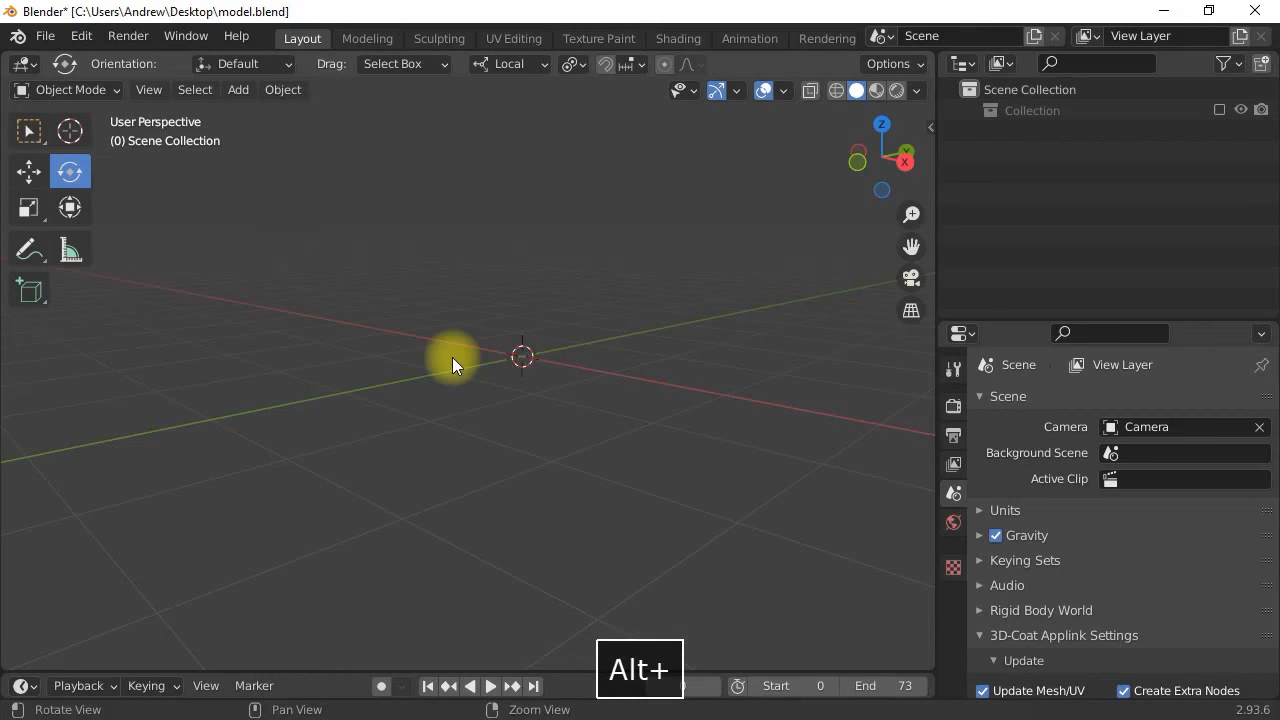 Blender* [C:\Users\Andrew\Desktop\model.blend]
File Edit Render Window Help Layout Modeling Sculpting UV Editing Texture Paint Shading Animation Rendering Scene View Layer
Orientation: Default Drag: Select Box Local Options
Object Mode View Select Add Object
Scene Collection
Collection
User Perspective
(0) Scene Collection
Z
Y
X
Scene View Layer
Scene
Camera Camera
Background Scene
Active Clip
Units
Gravity
Keying Sets
Audio
Rigid Body World
3D-Coat Applink Settings
Update
Update Mesh/UV Create Extra Nodes
Alt+
Playback Keying View Marker 0 Start 0 End 73
Rotate View Pan View Zoom View 2.93.6